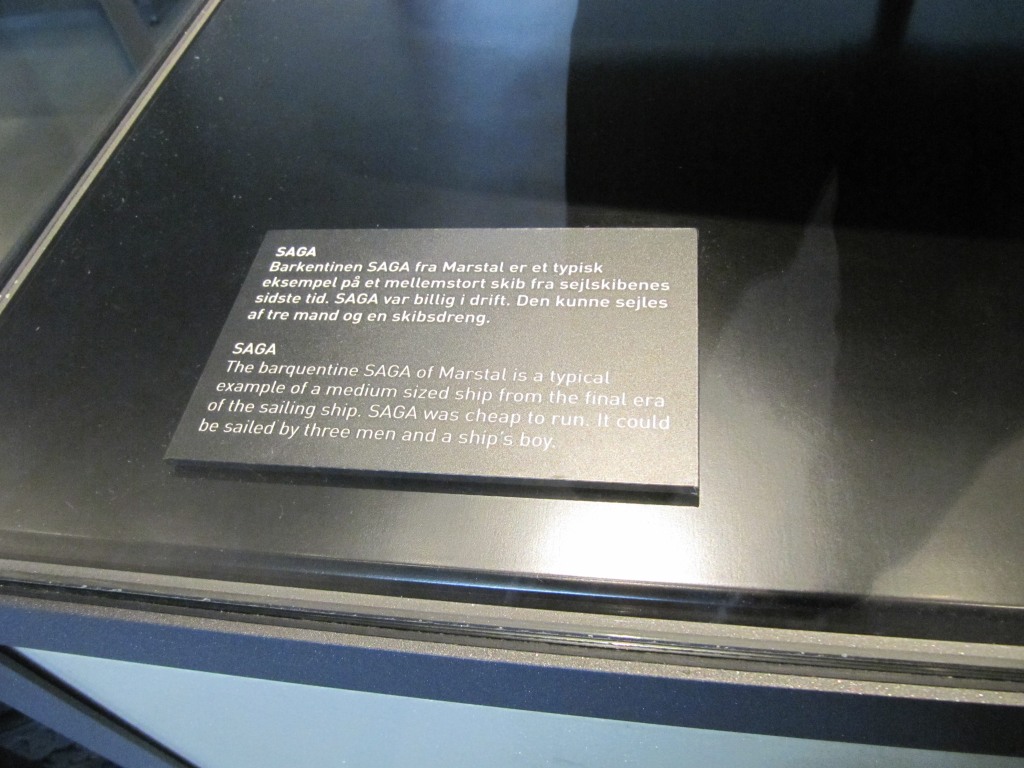 SAGA
Barkentinen SAGA fra Marstal er et typisk
eksempel på et mellemstort skib fra sejlskibenes
sidste tid. SAGA var billig i drift. Den kunne sejles
af tre mand og en skibsdreng.
SAGA
The barquentine SAGA of Marstal is a typical
example of a medium sized ship from the final era
of the sailing ship. SAGA was cheap to run. It could
be sailed by three men and a ship's boy.